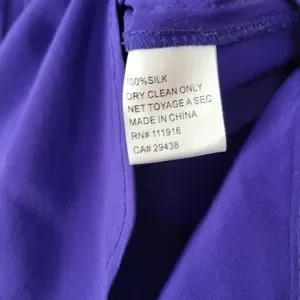 100%SILK
DRY CLEAN ONLY
NET TOYAGE A SEC
MADE IN CHINA
RN# 111916
CA# 29438